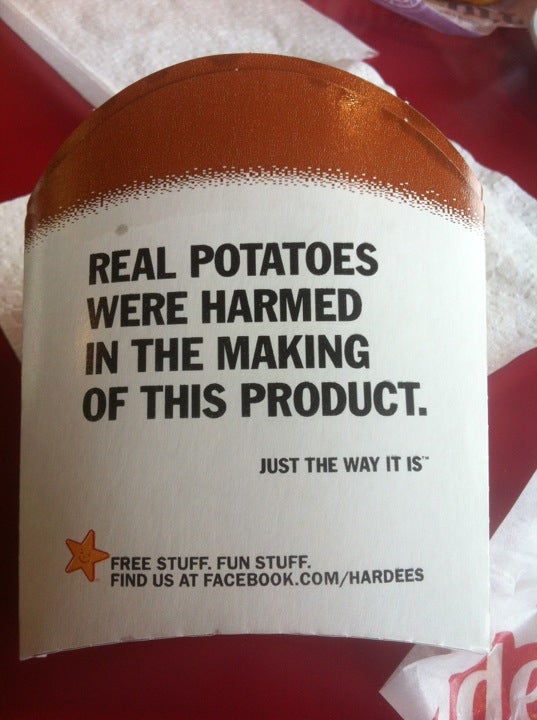 REAL POTATOES
WERE HARMED
IN THE MAKING
OF THIS PRODUCT.
JUST THE WAY IT IS™
FREE STUFF. FUN STUFF.
FIND US AT FACEBOOK.COM/HARDEES